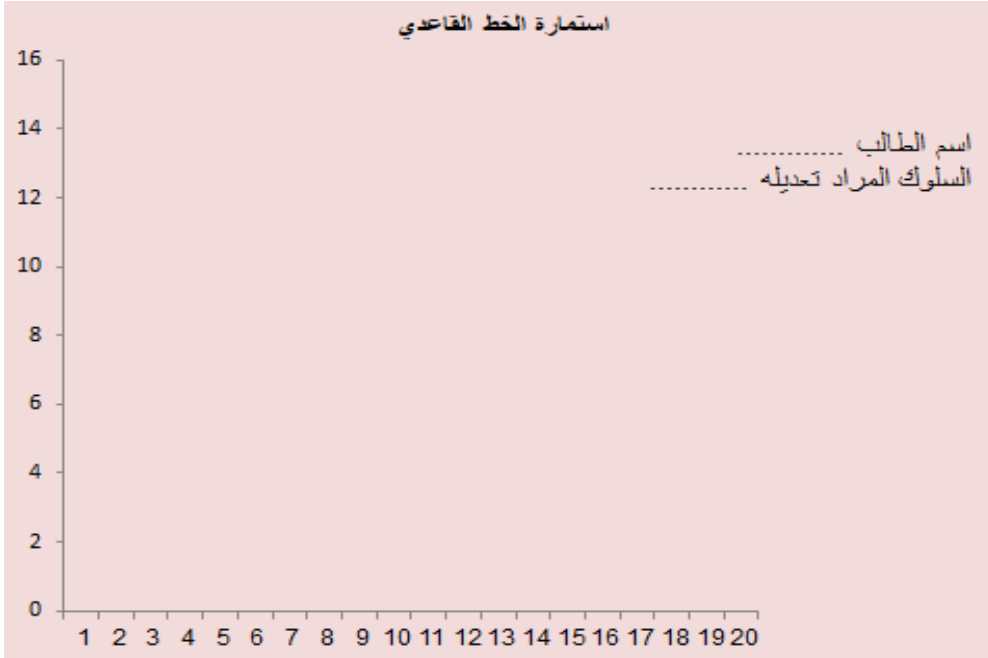 استمارة الخط القاعدي
اسم الطالب .............
السلوك المراد تعديله ............
16
14
12
10
8
6
4
2
0
1 2 3 4 5 6 7 8 9 10 11 12 13 14 15 16 17 18 19 20